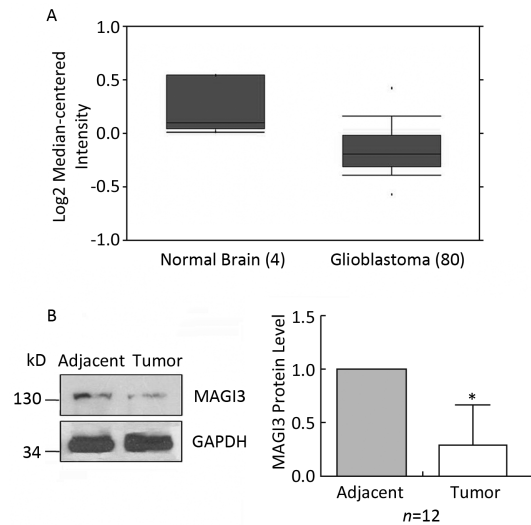 A
1.0
0.5
0.0
-0.5
-1.0
Log2 Median-centered
Intensity
Normal Brain (4)
Glioblastoma (80)
B
kD
Adjacent
Tumor
130
MAGI3
34
GAPDH
MAGI3 Protein Level
1.5
1.0
0.5
0.0
*
Adjacent
Tumor
n=12